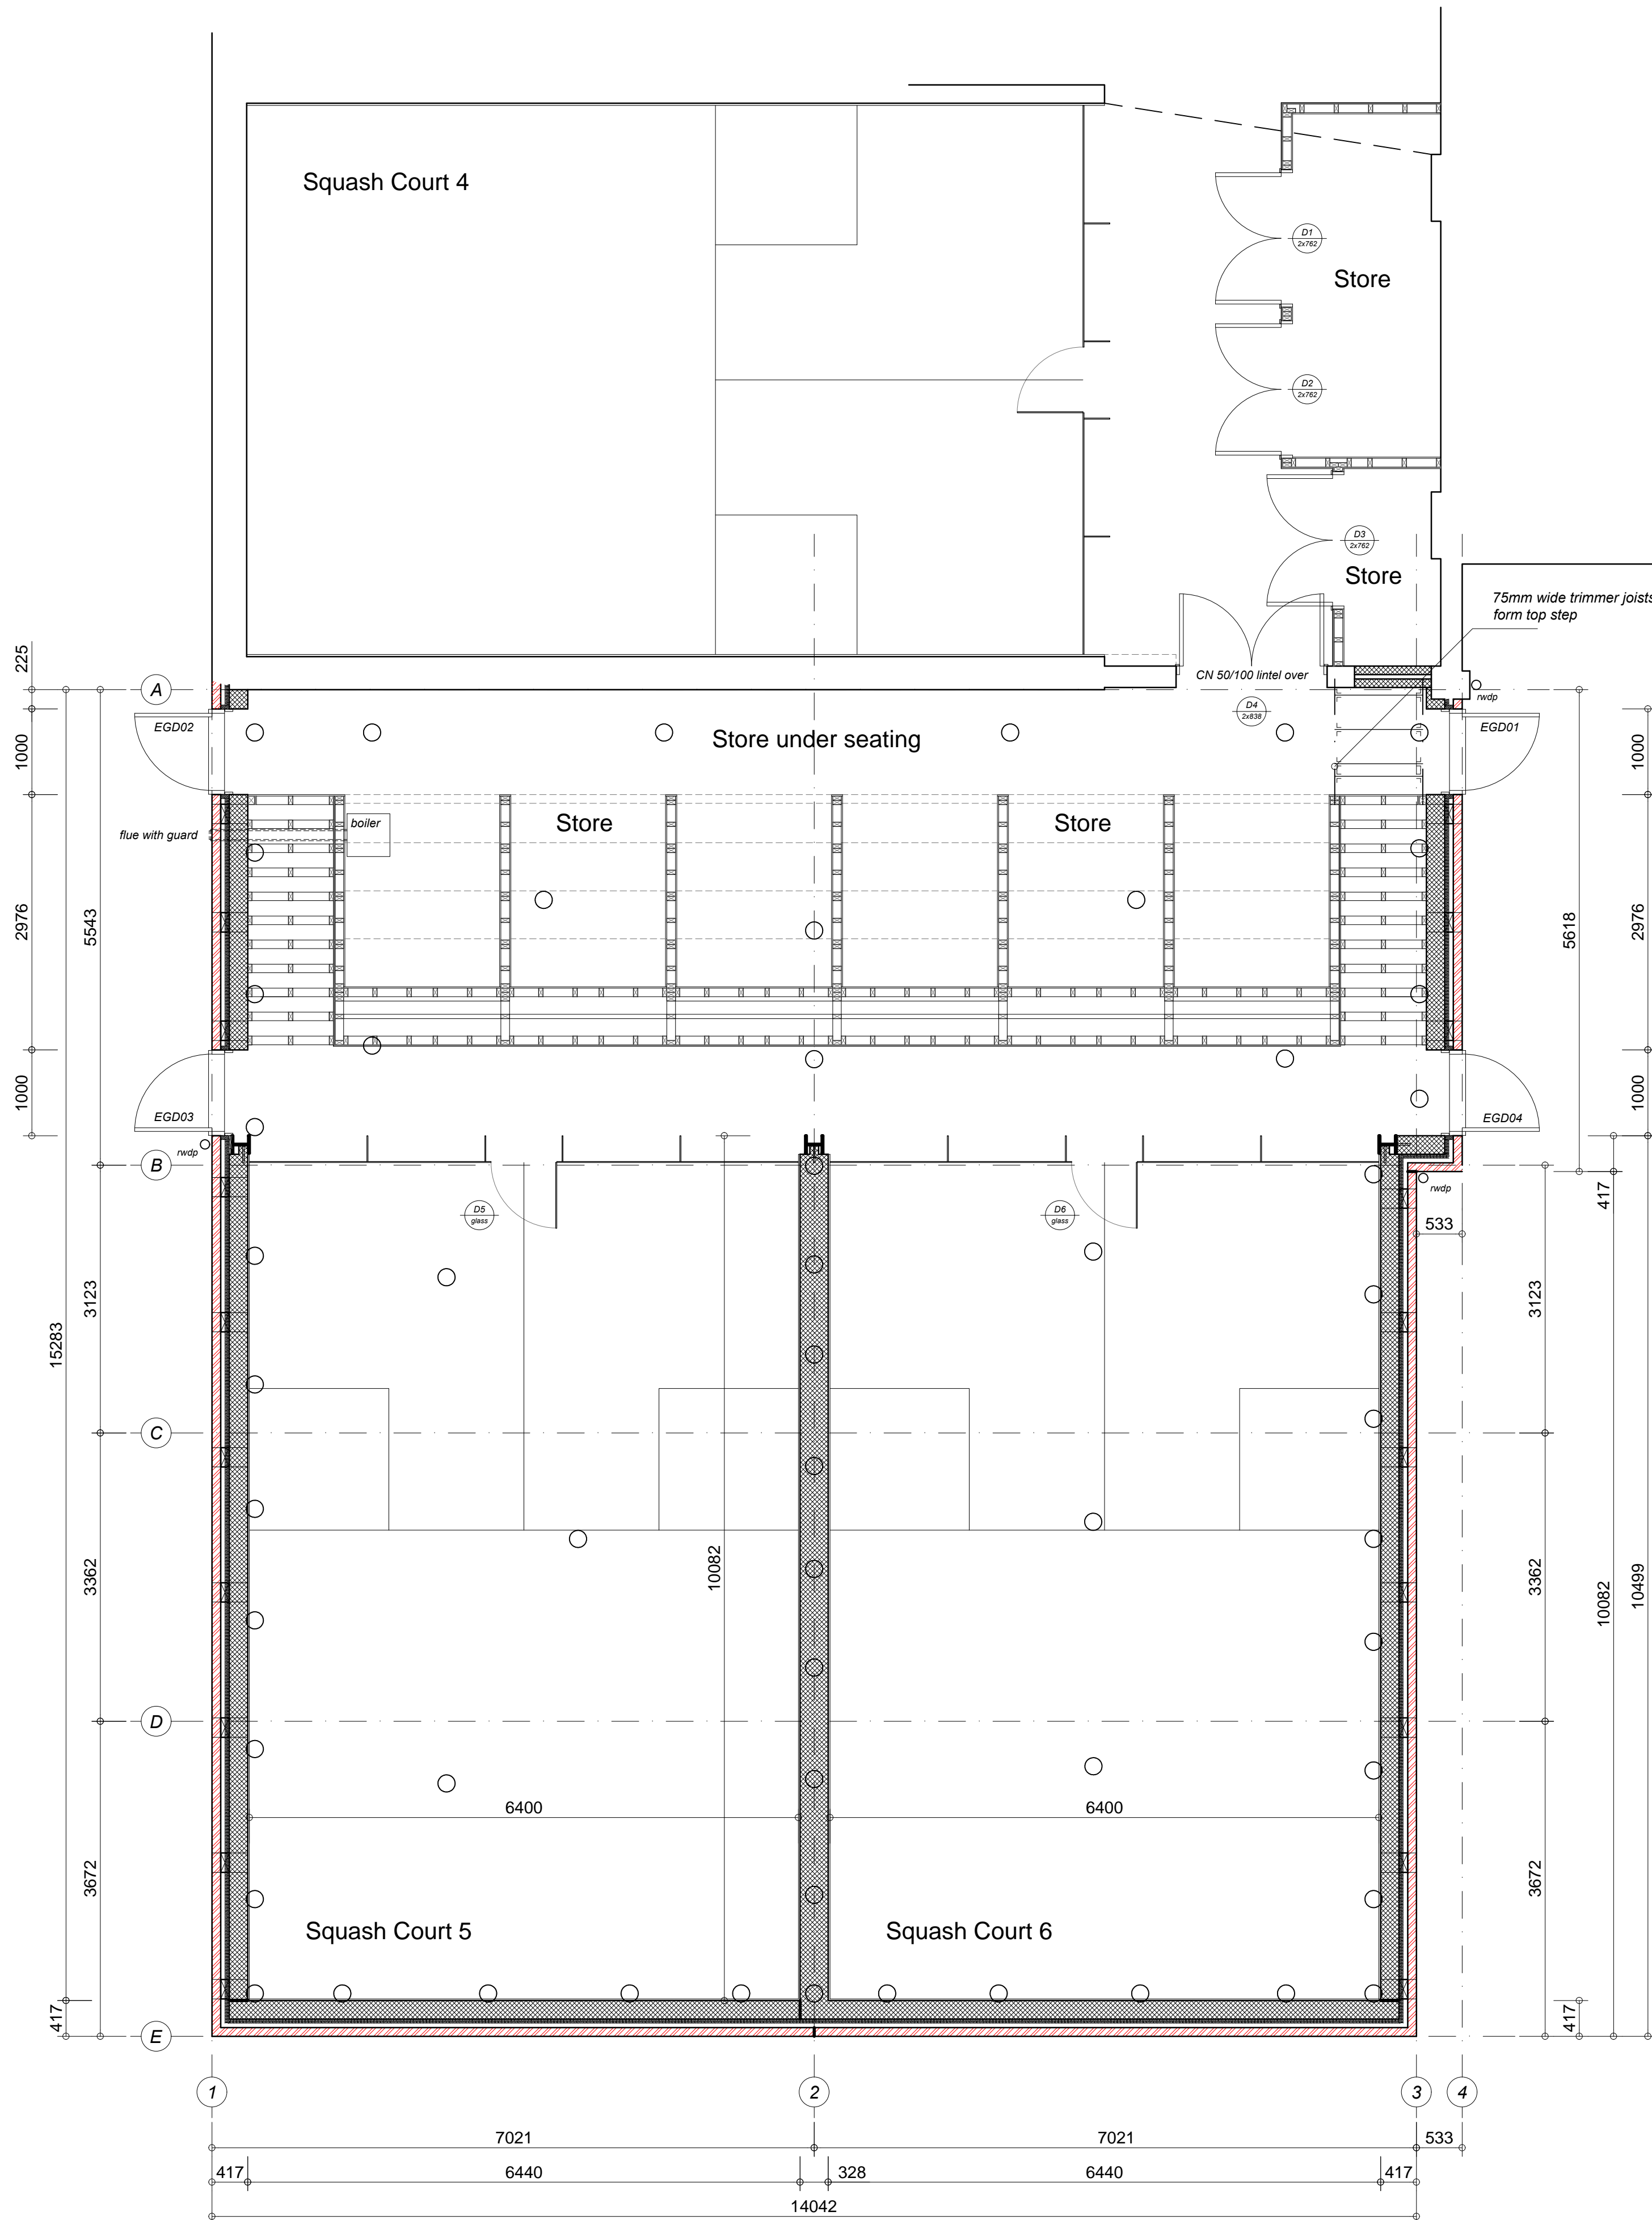 Squash Court 4
D1
2x762
Store
D2
2x762
D3
2x762
Store
75mm wide trimmer joists
form top step
225
A
CN 50/100 lintel over
rwdp
D4
2x838
EGD02
EGD01
Store under seating
1000
1000
flue with guard
boiler
Store
Store
2976
5543
5618
2976
1000
EGD03
EGD04
1000
rwdp
B
rwdp
D5
glass
D6
glass
417
533
3123
3123
15283
C
3362
10082
3362
10082
10499
D
6400
6400
3672
3672
Squash Court 5
Squash Court 6
417
417
E
1
2
3
4
7021
7021
533
417
6440
328
6440
417
14042